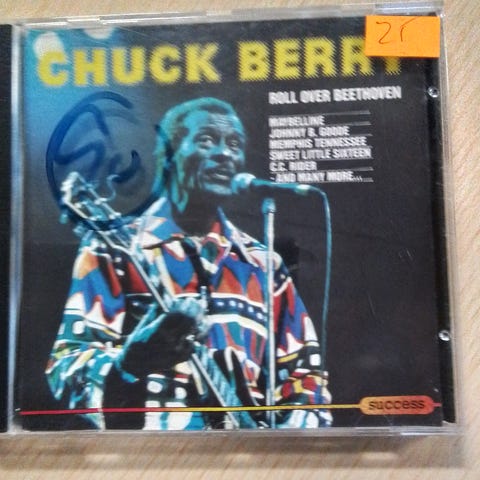 25
CHUCK BERRY
ROLL OVER BEETHOVEN
MAYBELLINE
JOHNNY B. GOODE
MEMPHIS TENNESSEE
SWEET LITTLE SIXTEEN
C.C. RIDER
- AND MANY MORE...
success